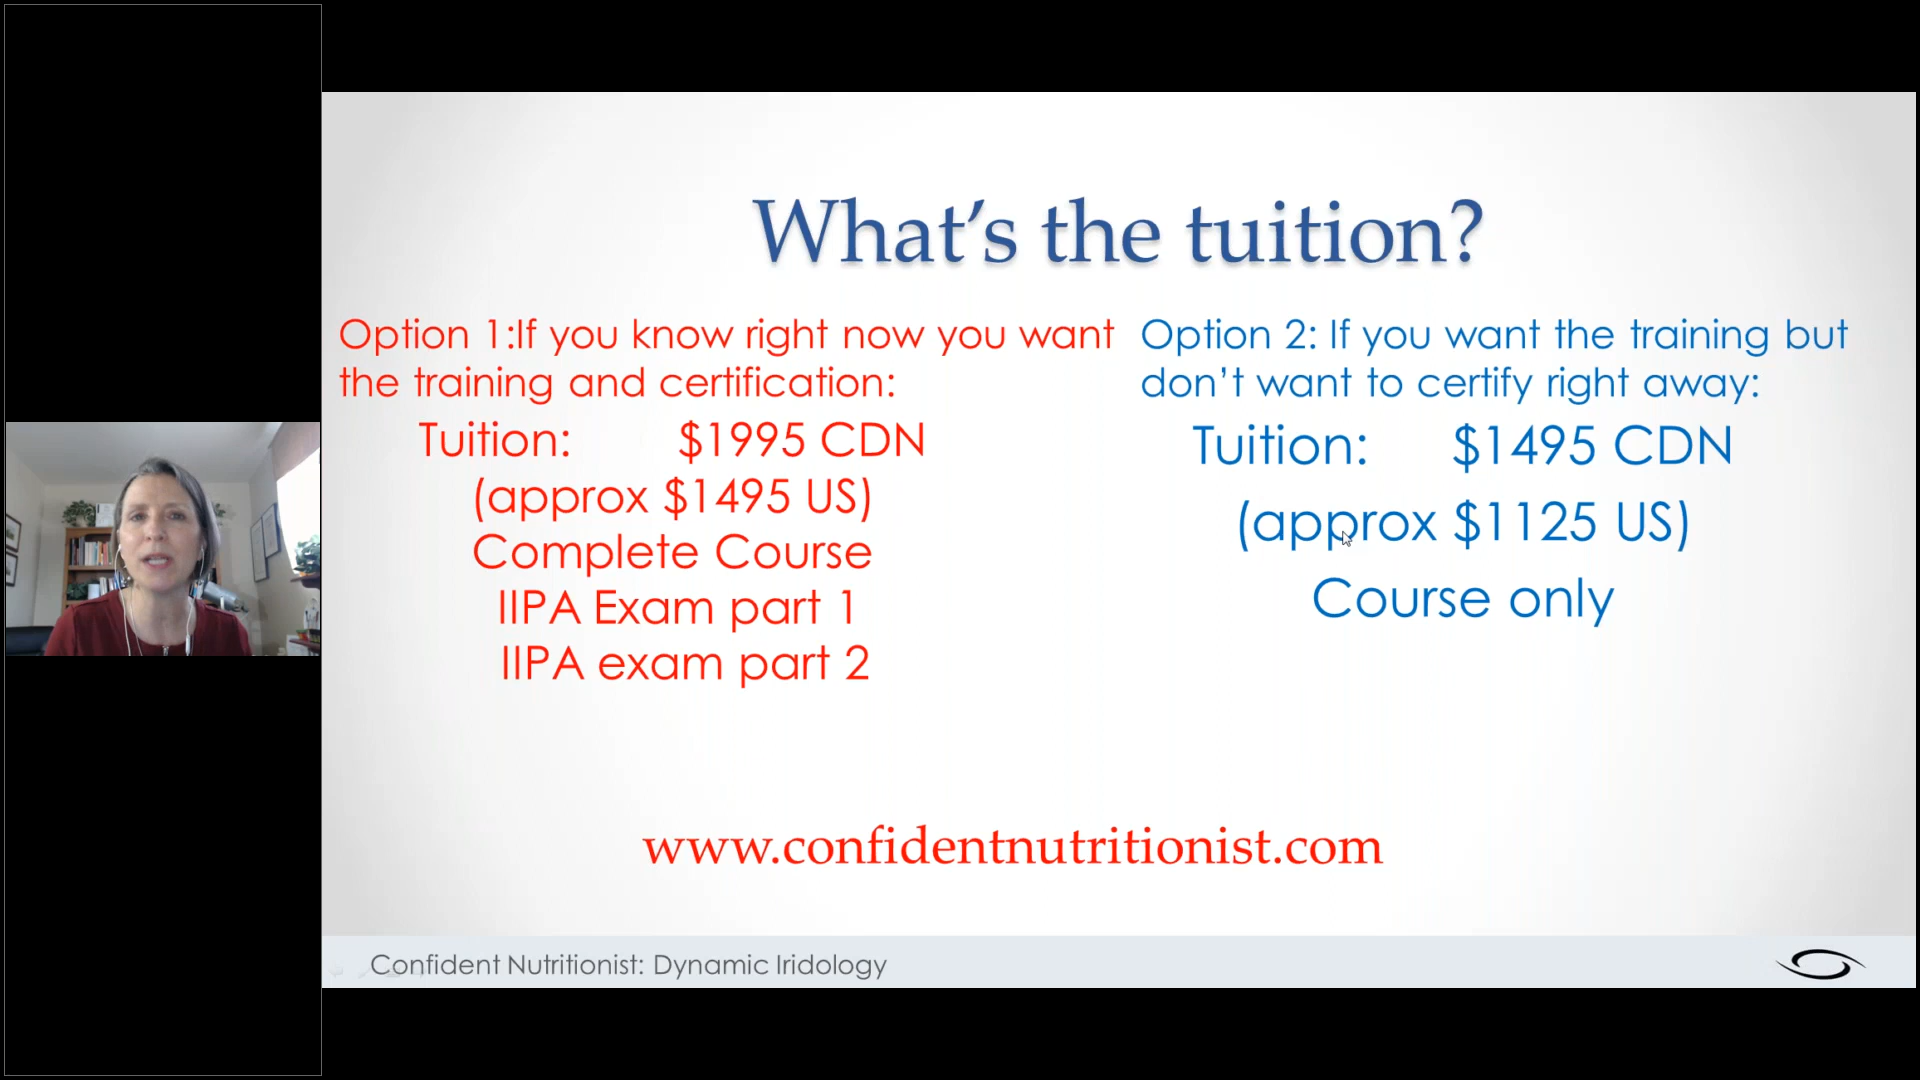 What's the tuition?
Option 1:If you know right now you want
the training and certification:
Tuition: $1995 CDN
(approx $1495 US)
Complete Course
IIPA Exam part 1
IIPA exam part 2
Option 2: If you want the training but
don't want to certify right away:
Tuition: $1495 CDN
(approx $1125 US)
Course only
www.confidentnutritionist.com
Confident Nutritionist: Dynamic Iridology